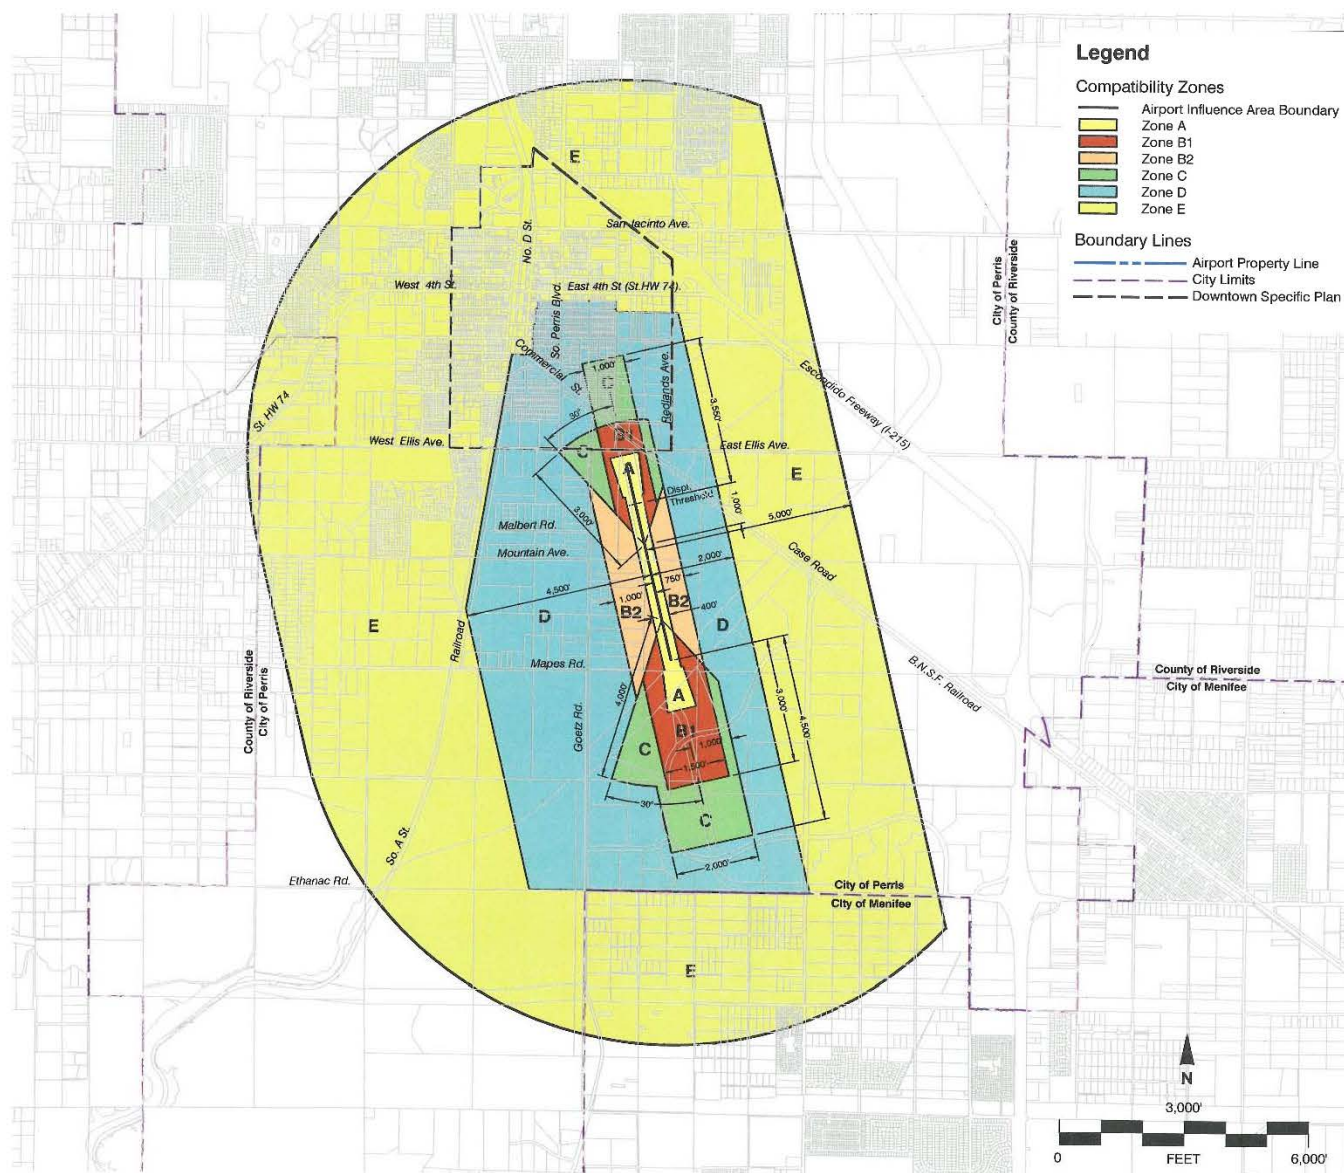 Legend
Compatibility Zones
Airport Influence Area Boundary
Zone A
Zone B1
Zone B2
Zone C
Zone D
Zone E
Boundary Lines
Airport Property Line
City Limits
Downtown Specific Plan
E
San Jacinto Ave.
No. D St.
West 4th St.
East 4th St (St.HW 74).
So. Perris Blvd.
Commercial St.
Redlands Ave.
City of Perris
County of Riverside
1,000'
C
3,550'
Escondido Freeway (I-215)
St. HW 74
30°
West Ellis Ave.
B1
East Ellis Ave.
C
A
E
Displ.
Threshold
1,000'
3,000'
5,000'
Malbert Rd.
Mountain Ave.
Case Road
2,000'
4,500'
750'
1,000'
B2
B2
400'
D
D
E
Railroad
Mapes Rd.
B.N.S.F. Railroad
County of Riverside
City of Menifee
County of Riverside
City of Perris
4,000'
A
3,000'
4,500'
Goetz Rd.
B1
C
1,000'
1,500'
30°
C
2,000'
So. A St.
Ethanac Rd.
City of Perris
City of Menifee
E
N
3,000'
0
FEET
6,000'